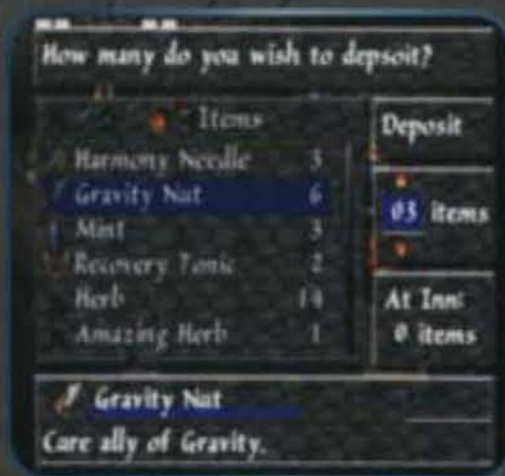 How many do you wish to depsoit?
Items
Harmony Needle 3
Gravity Nut 6
Mint 3
Recovery Tonic 2
Herb 14
Amazing Herb 1
Deposit
03 items
At Inn:
0 items
Gravity Nut
Cure ally of Gravity.